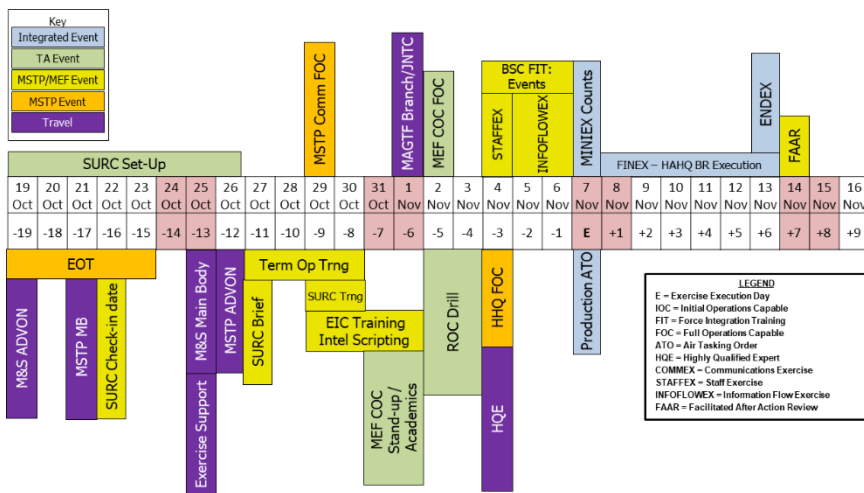 Key
Integrated Event
TA Event
MSTP/MEF Event
MSTP Event
Travel
SURC Set-Up
MSTP Comm FOC
MAGTF Branch/JNTC
MEF COC FOC
BSC FIT:
Events
STAFFEX
INFOFLOWEX
MINIEX Counts
FINEX – HAHQ BR Execution
ENDEX
FAAR
19 20 21 22 23 24 25 26 27 28 29 30 31 1 2 3 4 5 6 7 8 9 10 11 12 13 14 15 16
Oct Oct Oct Oct Oct Oct Oct Oct Oct Oct Oct Oct Oct Nov Nov Nov Nov Nov Nov Nov Nov Nov Nov Nov Nov Nov Nov Nov Nov
-19 -18 -17 -16 -15 -14 -13 -12 -11 -10 -9 -8 -7 -6 -5 -4 -3 -2 -1 E +1 +2 +3 +4 +5 +6 +7 +8 +9
EOT
M&S ADVON
MSTP MB
SURC Check-in date
M&S Main Body
Exercise Support
MSTP ADVON
Term Op Trng
SURC Brief
SURC Trng
EIC Training
Intel Scripting
MEF COC
Stand-up /
Academics
ROC Drill
HHQ FOC
HQE
Production ATO
LEGEND
E = Exercise Execution Day
IOC = Initial Operations Capable
FIT = Force Integration Training
FOC = Full Operations Capable
ATO = Air Tasking Order
HQE = Highly Qualified Expert
COMMEX = Communications Exercise
STAFFEX = Staff Exercise
INFOFLOWEX = Information Flow Exercise
FAAR = Facilitated After Action Review